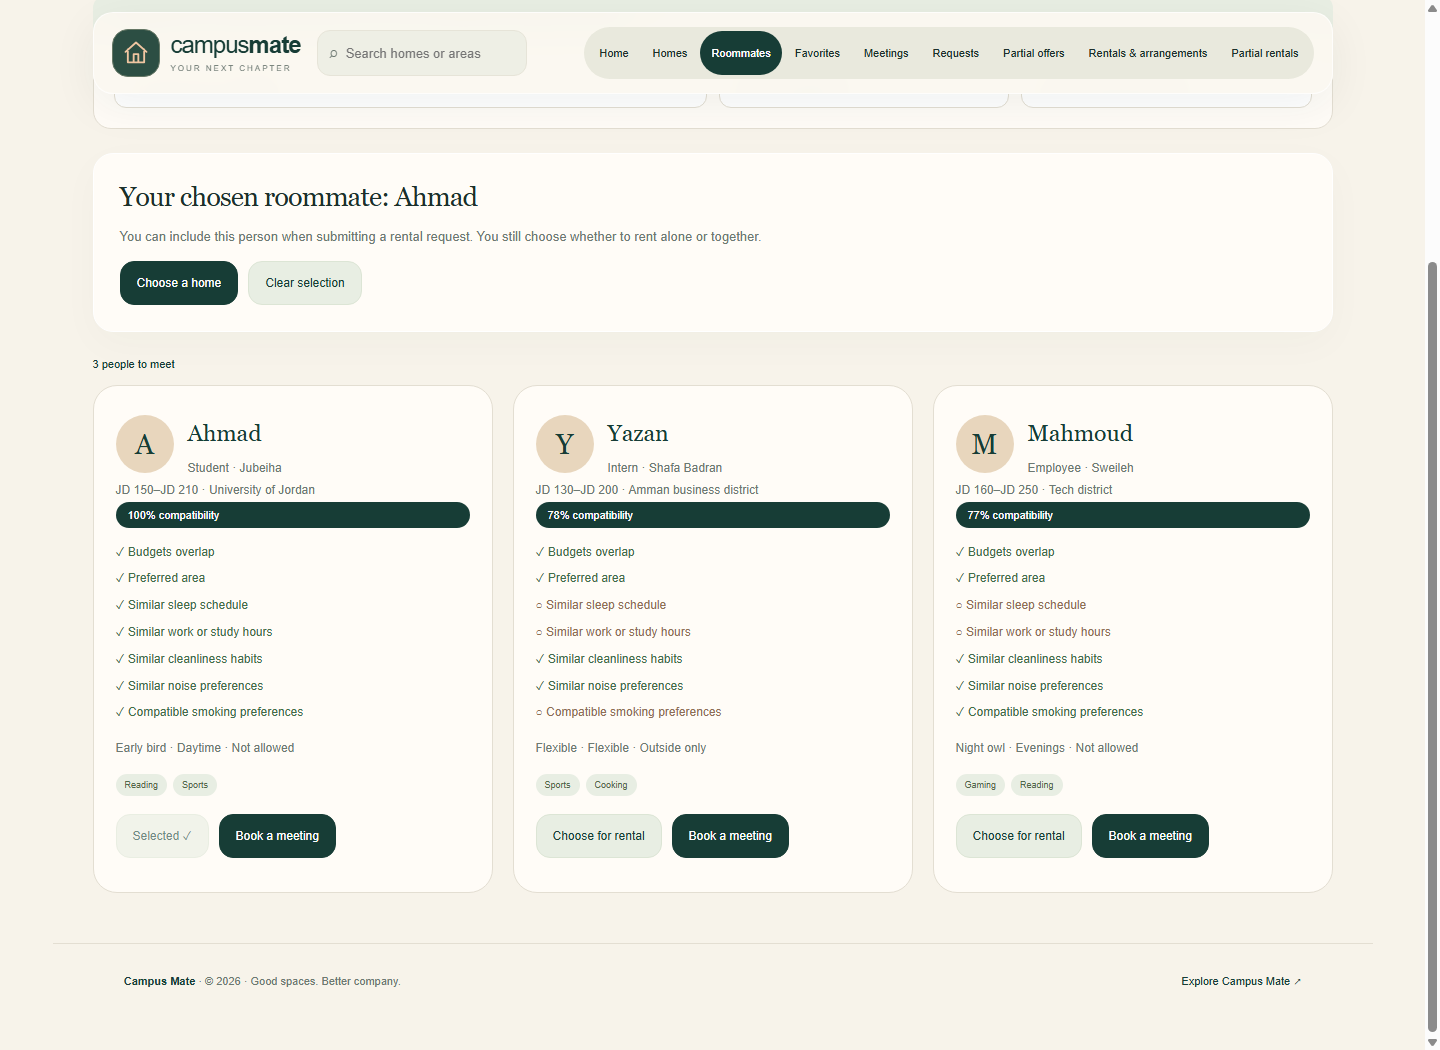 campusmate
YOUR NEXT CHAPTER
Search homes or areas
Home Homes Roommates Favorites Meetings Requests Partial offers Rentals & arrangements Partial rentals
Your chosen roommate: Ahmad
You can include this person when submitting a rental request. You still choose whether to rent alone or together.
Choose a home Clear selection
3 people to meet
A
Ahmad
Student · Jubeiha
JD 150–JD 210 · University of Jordan
100% compatibility
✓ Budgets overlap
✓ Preferred area
✓ Similar sleep schedule
✓ Similar work or study hours
✓ Similar cleanliness habits
✓ Similar noise preferences
✓ Compatible smoking preferences
Early bird · Daytime · Not allowed
Reading Sports
Selected ✓ Book a meeting
Y
Yazan
Intern · Shafa Badran
JD 130–JD 200 · Amman business district
78% compatibility
✓ Budgets overlap
✓ Preferred area
○ Similar sleep schedule
○ Similar work or study hours
✓ Similar cleanliness habits
✓ Similar noise preferences
○ Compatible smoking preferences
Flexible · Flexible · Outside only
Sports Cooking
Choose for rental Book a meeting
M
Mahmoud
Employee · Sweileh
JD 160–JD 250 · Tech district
77% compatibility
✓ Budgets overlap
✓ Preferred area
○ Similar sleep schedule
○ Similar work or study hours
✓ Similar cleanliness habits
✓ Similar noise preferences
✓ Compatible smoking preferences
Night owl · Evenings · Not allowed
Gaming Reading
Choose for rental Book a meeting
Campus Mate · © 2026 · Good spaces. Better company.
Explore Campus Mate ↗